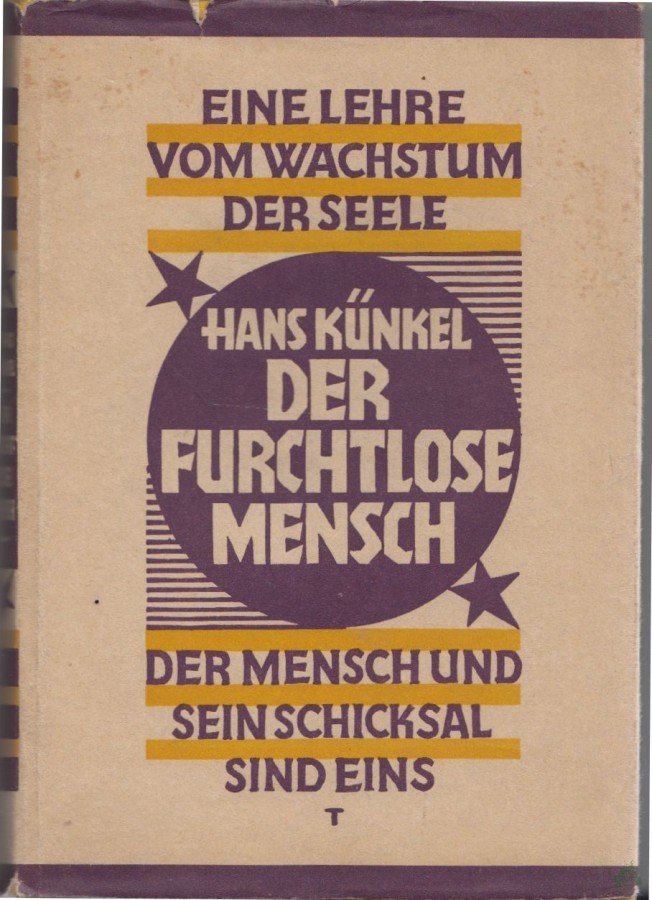 EINE LEHRE
VOM WACHSTUM
DER SEELE
HANS KÜNKEL
DER
FURCHTLOSE
MENSCH
DER MENSCH UND
SEIN SCHICKSAL
SIND EINS
T